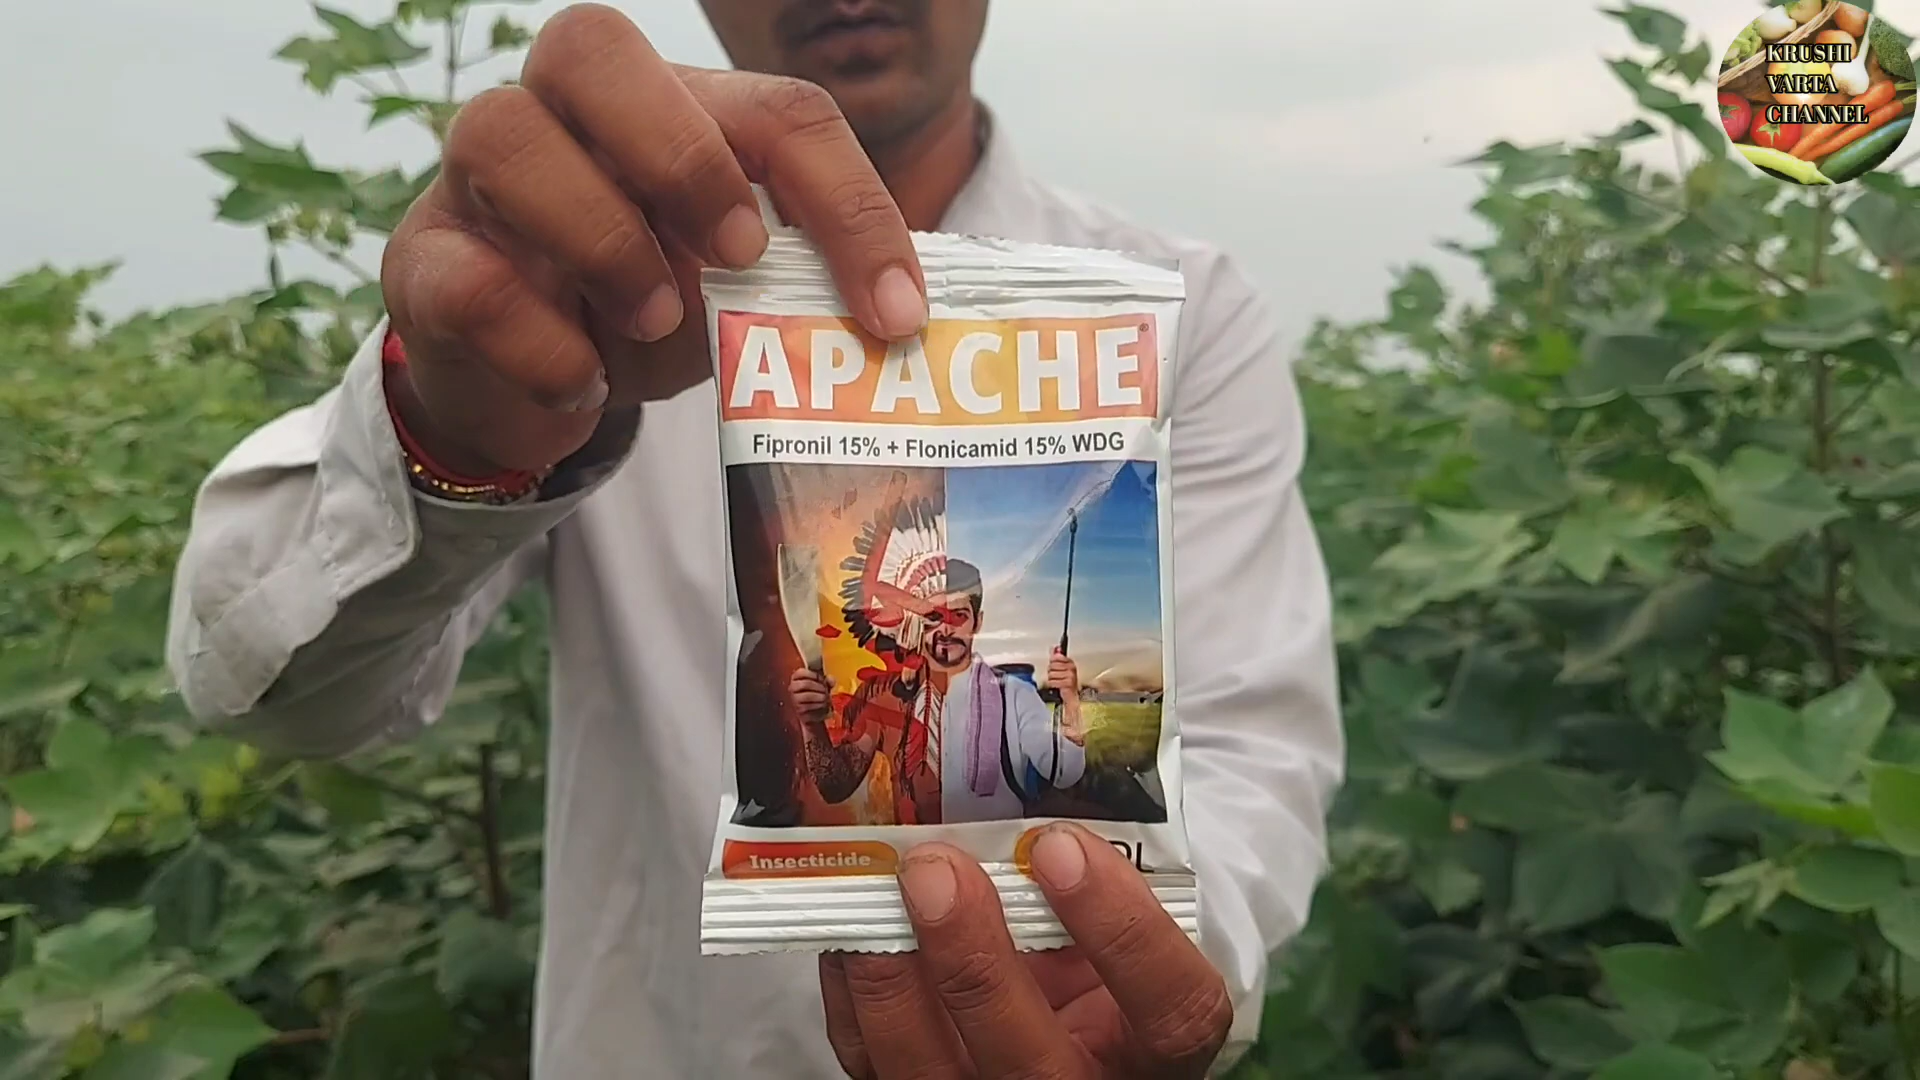 KRUSHI
VARTA
CHANNEL
APACHE®
Fipronil 15% + Flonicamid 15% WDG
Insecticide